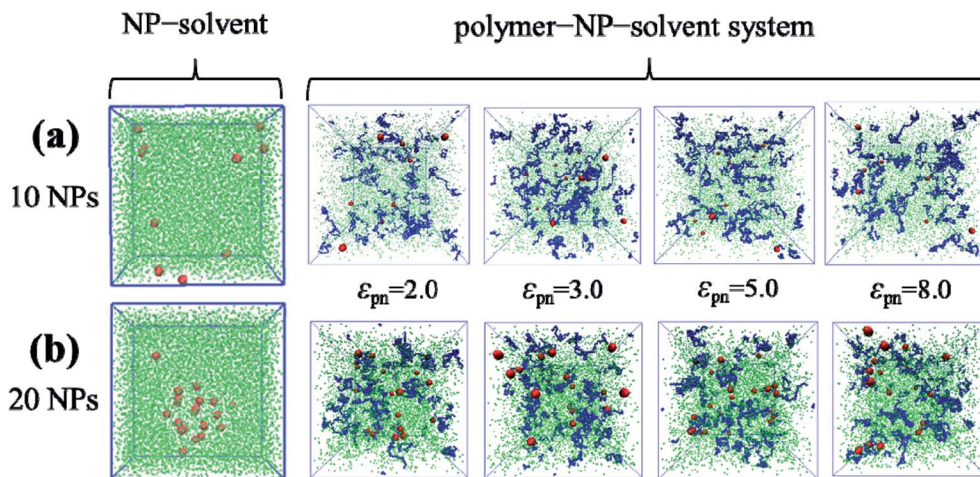 NP–solvent
polymer–NP–solvent system
(a)
10 NPs
εpn=2.0
εpn=3.0
εpn=5.0
εpn=8.0
(b)
20 NPs